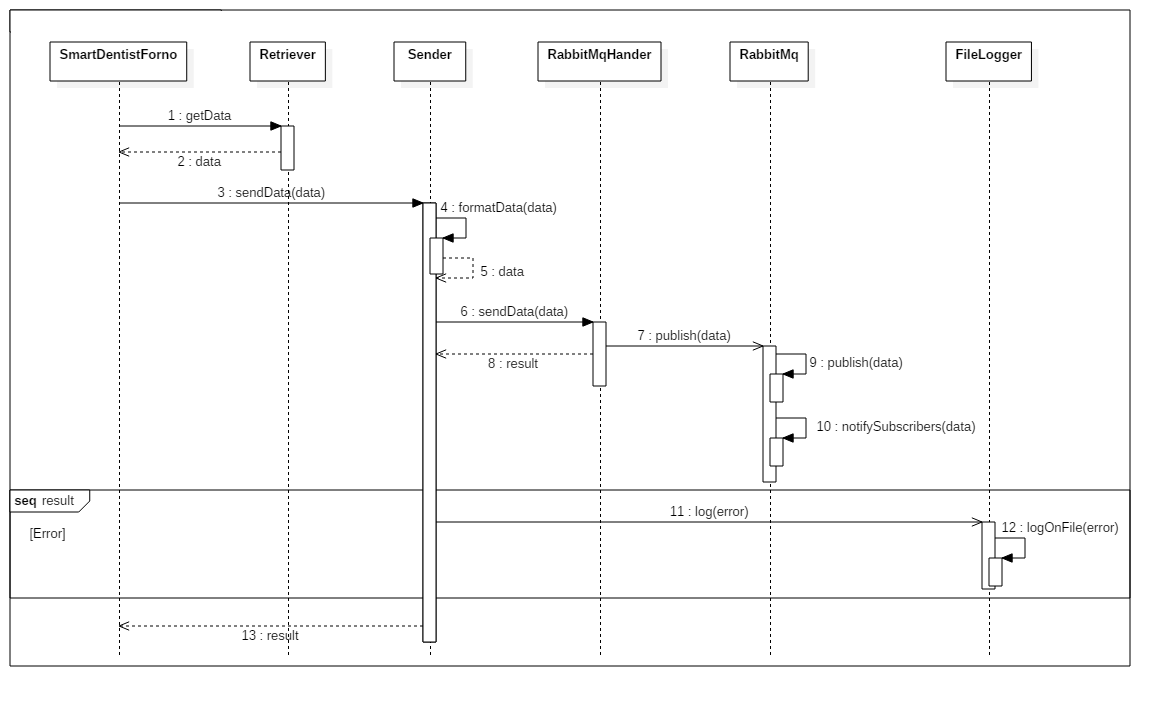 SmartDentistForno
Retriever
Sender
RabbitMqHander
RabbitMq
FileLogger
1 : getData
2 : data
3 : sendData(data)
4 : formatData(data)
5 : data
6 : sendData(data)
7 : publish(data)
8 : result
9 : publish(data)
10 : notifySubscribers(data)
seq result
11 : log(error)
12 : logOnFile(error)
[Error]
13 : result